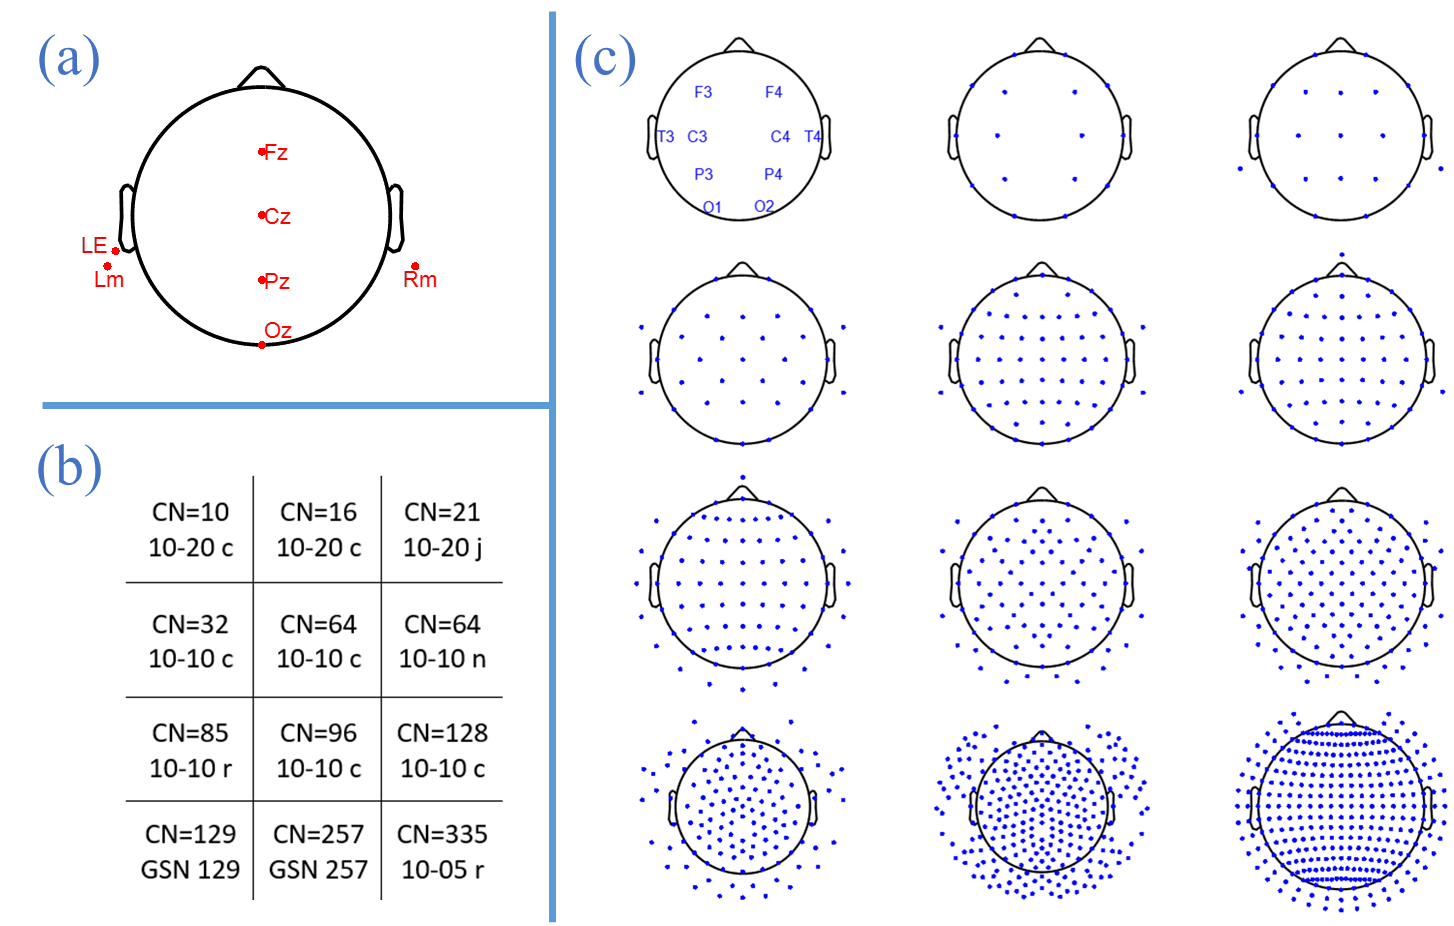 (a)
Fz
Cz
LE
Lm
Rm
Pz
Oz
(b)
CN=10
10-20 c
CN=16
10-20 c
CN=21
10-20 j
CN=32
10-10 c
CN=64
10-10 c
CN=64
10-10 n
CN=85
10-10 r
CN=96
10-10 c
CN=128
10-10 c
CN=129
GSN 129
CN=257
GSN 257
CN=335
10-05 r
(c)
F3 F4
T3 C3 C4 T4
P3 P4
O1 O2